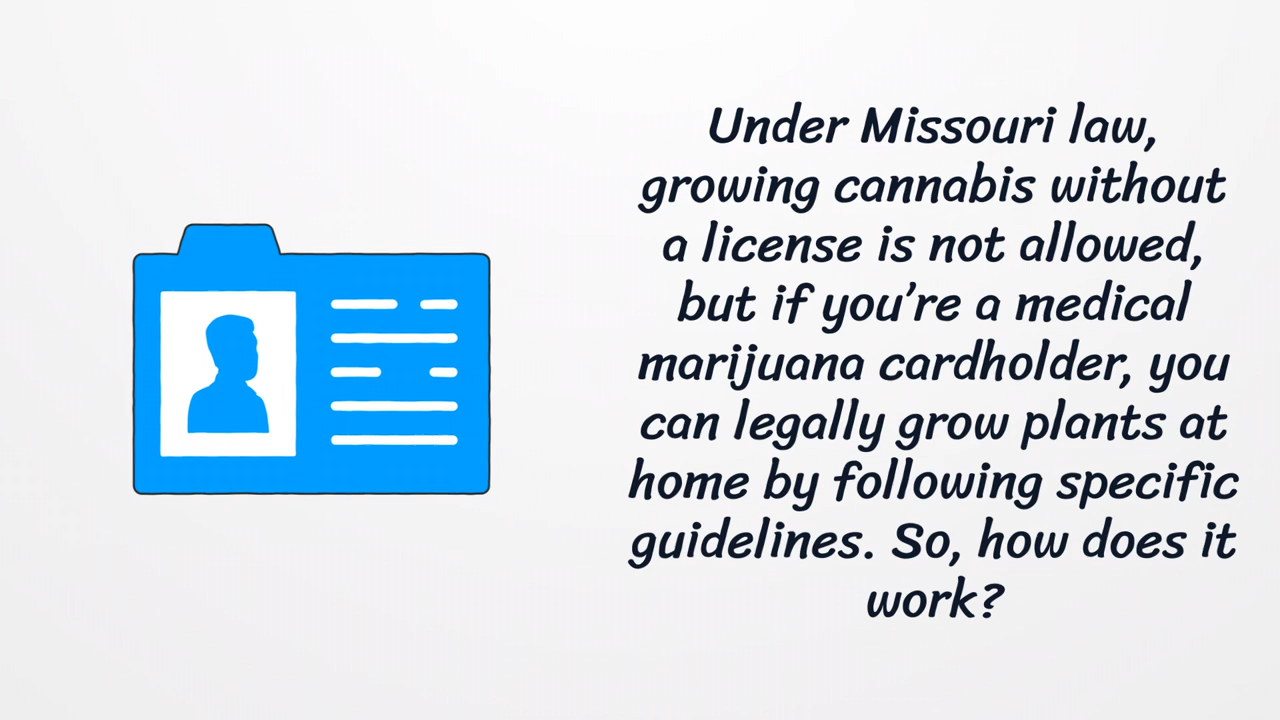 Under Missouri law,
growing cannabis without
a license is not allowed,
but if you're a medical
marijuana cardholder, you
can legally grow plants at
home by following specific
guidelines. So, how does it
work?